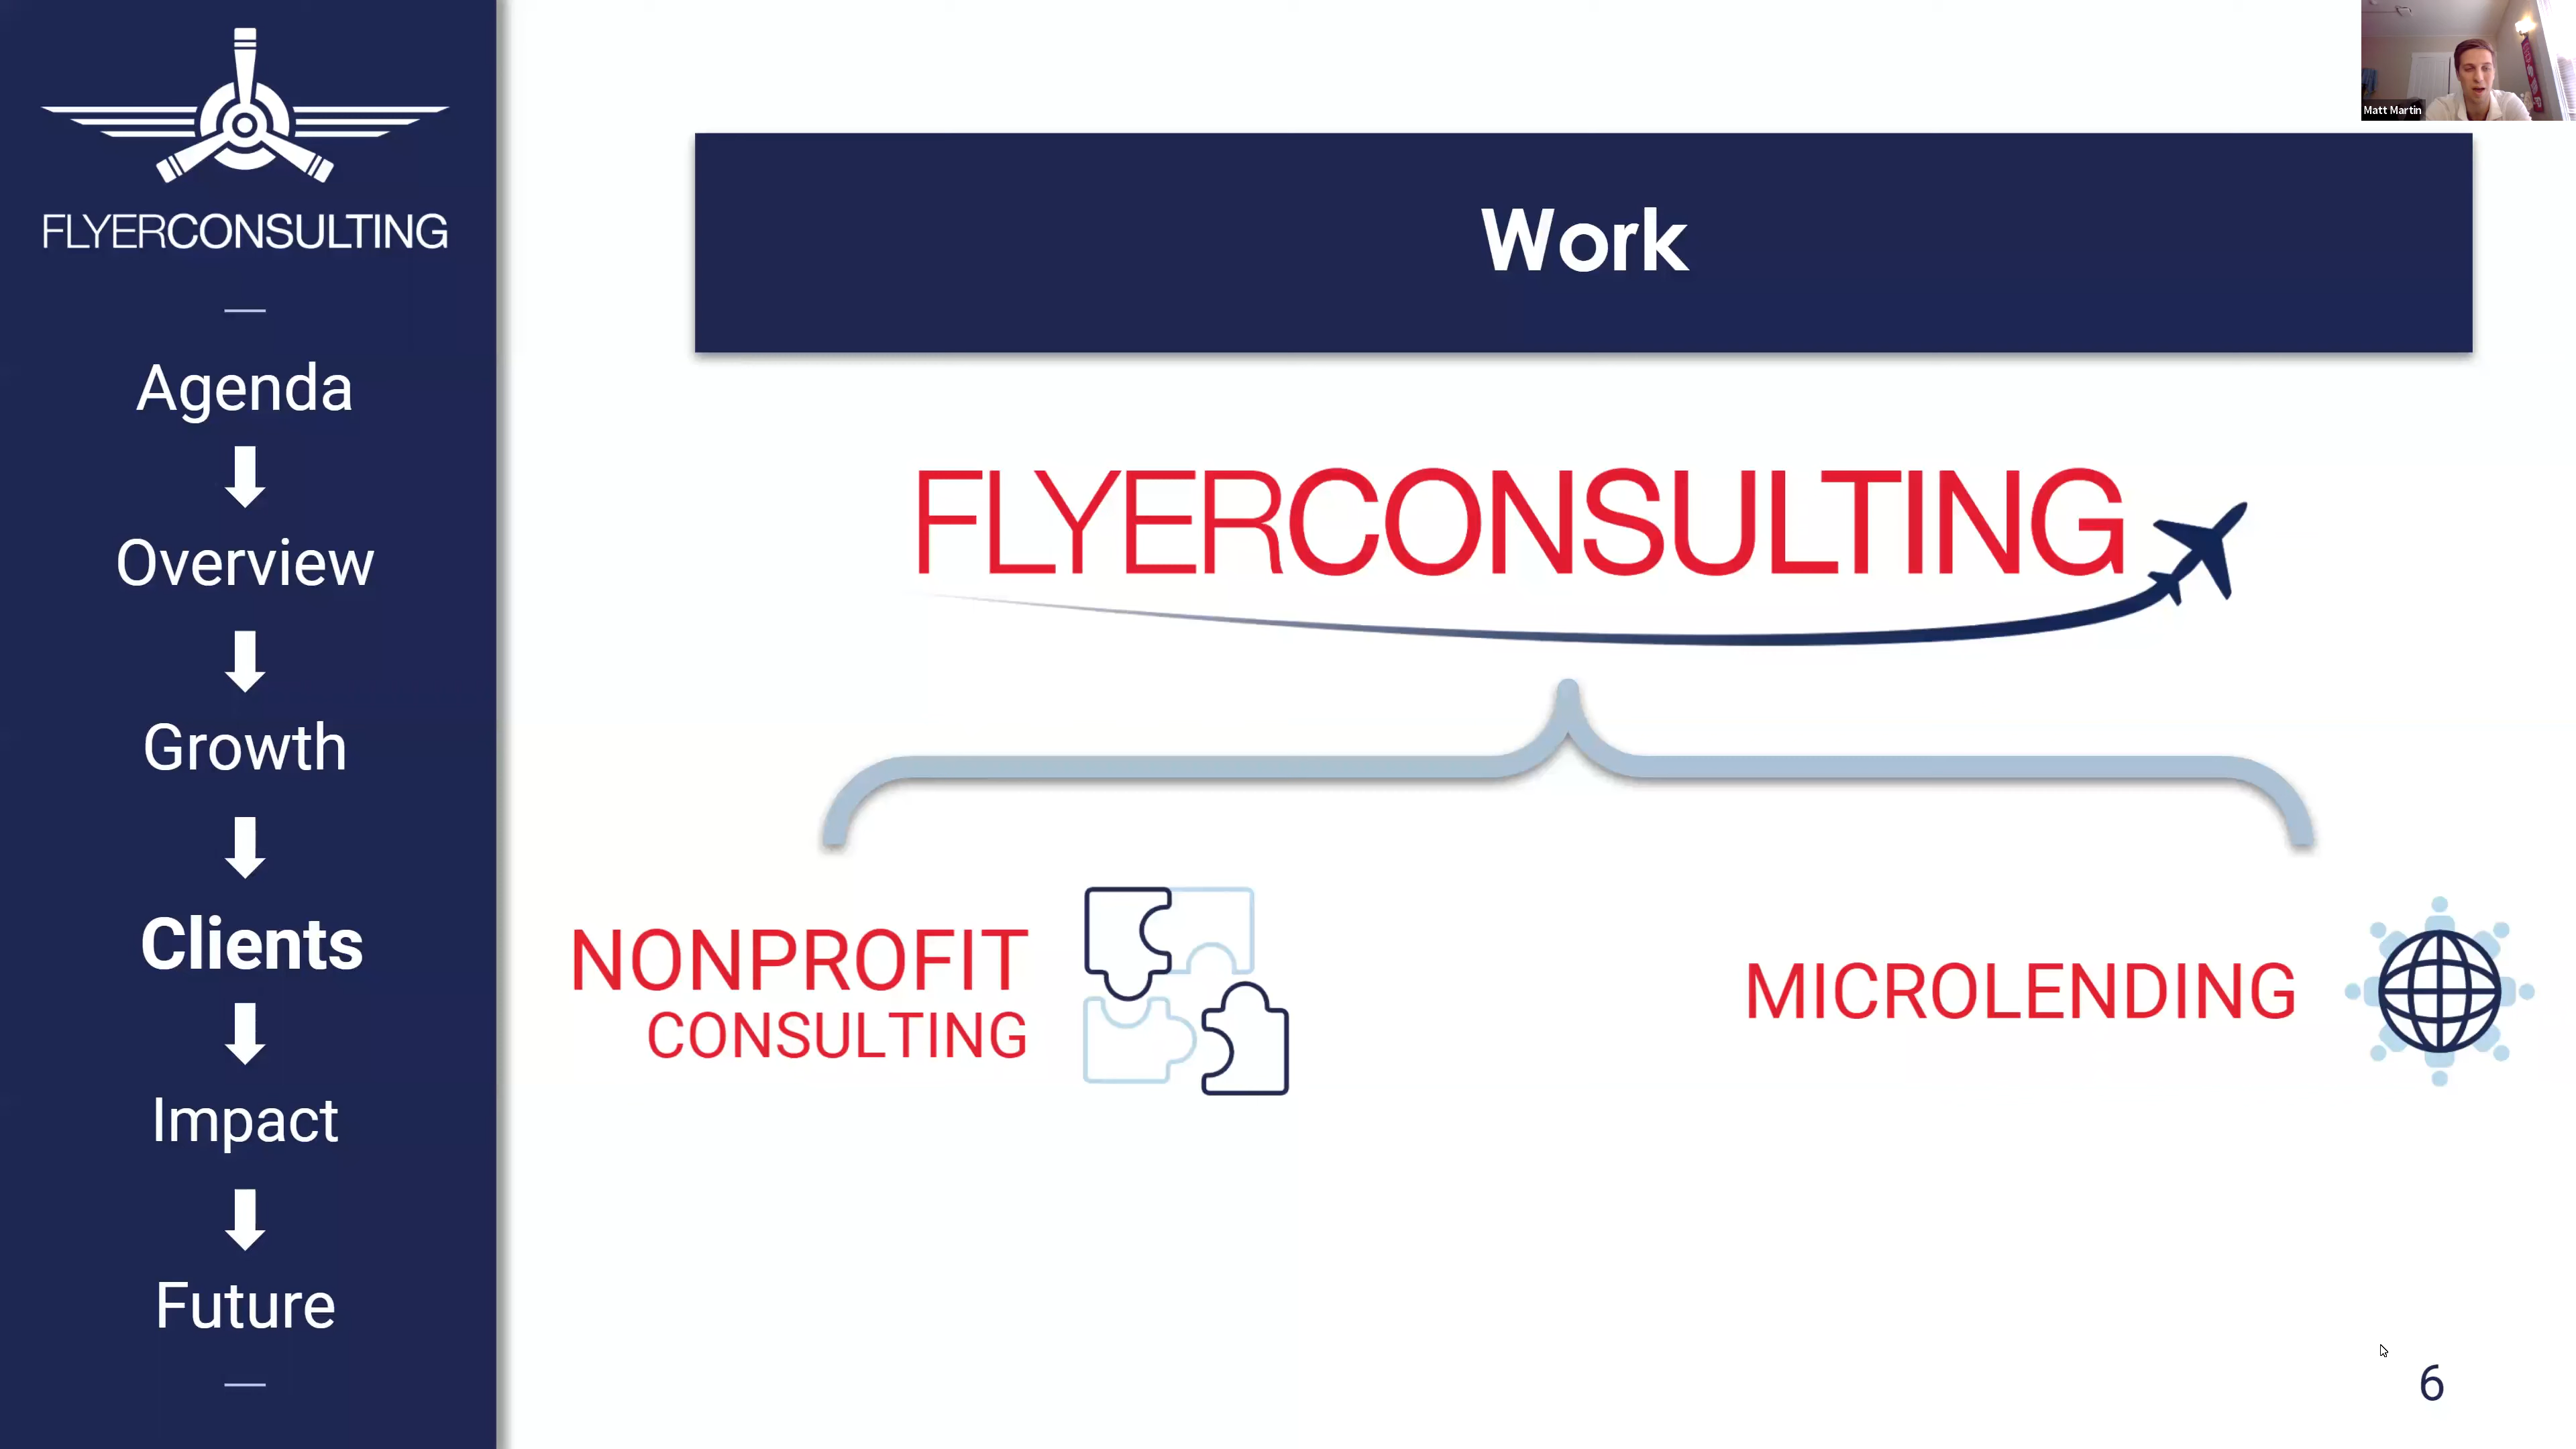 FLYERCONSULTING
Agenda
Overview
Growth
Clients
Impact
Future
Matt Martin
Work
FLYERCONSULTING
NONPROFIT
CONSULTING
MICROLENDING
6